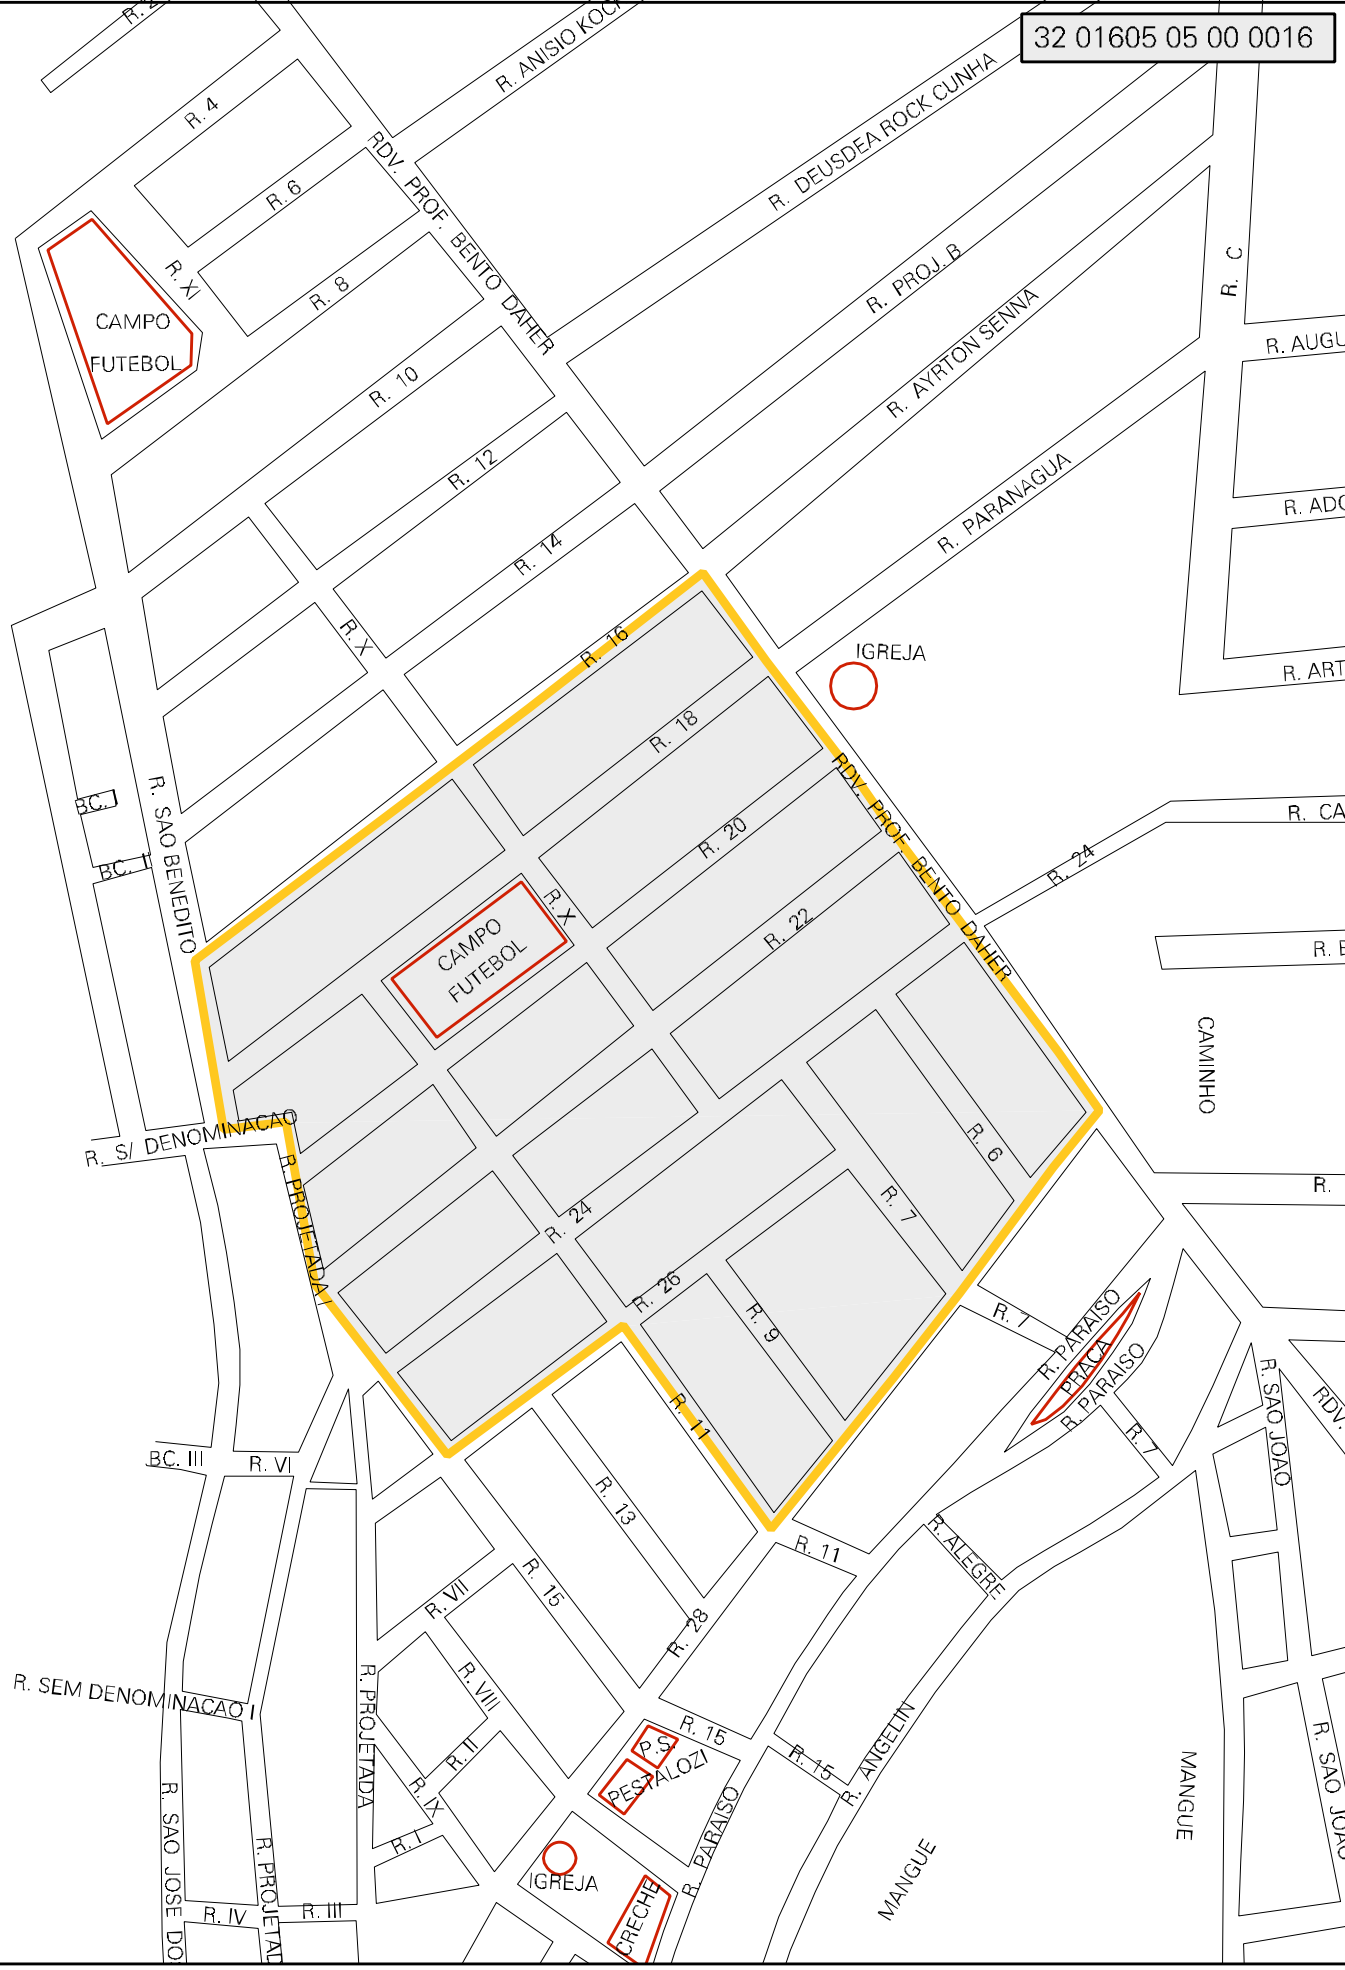 32 01605 05 00 0016
R. 2
R. ANISIO KOCH
R. 4
R. DEUSDEA ROCK CUNHA
RDV. PROF. BENTO DAHER
R. 6
R. XI
R. 8
R. PROJ. B
R. C
CAMPO
FUTEBOL
R. AUGU
R. AYRTON SENNA
R. 10
R. 12
R. PARANAGUA
R. ADO
R. 14
R. X
R. 16
IGREJA
R. ART
R. 18
RDV. PROF. BENTO DAHER
BC. I
R. SAO BENEDITO
R. 20
R. CA
BC. I
R. 24
R. X
CAMPO
FUTEBOL
R. 22
R. E
CAMINHO
R. S/ DENOMINACAO
R. 6
R. PROJETADA I
R. 7
R.
R. 24
R. 26
R. 9
R. 7
R. PARAISO
PRACA
R. PARAISO
R. SAO JOAO
RDV.
R. 11
R. 7
BC. III
R. VI
R. 13
R. 11
R. ALEGRE
R. 15
R. VII
R. 28
R. SEM DENOMINACAO I
R. PROJETADA
R. VIII
R. II
R. 15
P.S.
PESTALOZI
R. 15
R. ANGELIN
R. SAO JOAO
MANGUE
R. IX
R. SAO JOSE DOS
R. I
R. PARAISO
R. PROJETAD
IGREJA
MANGUE
R. IV
R. III
CRECHE